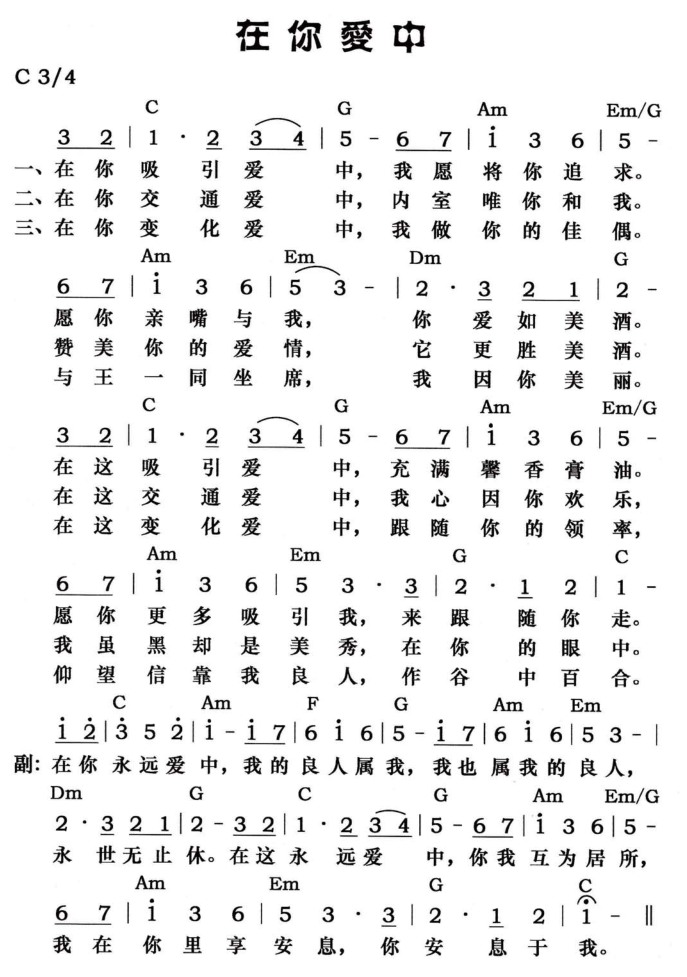 在你愛中
C 3/4
C G Am Em/G
3 2 | 1 · 2 3 4 | 5 - 6 7 | i 3 6 | 5 -
一、在你吸引爱中，我愿将你追求。
二、在你交通爱中，内室唯你和我。
三、在你变化爱中，我做你的佳偶。
Am Em Dm G
6 7 | i 3 6 | 5 3 - | 2 · 3 2 1 | 2 -
愿你亲嘴与我，你爱如美酒。
赞美你的爱情，它更胜美酒。
与王一同坐席，我因你美丽。
C G Am Em/G
3 2 | 1 · 2 3 4 | 5 - 6 7 | i 3 6 | 5 -
在这吸引爱中，充满馨香膏油。
在这交通爱中，我心因你欢乐，
在这变化爱中，跟随你的领率，
Am Em G C
6 7 | i 3 6 | 5 3 · 3 | 2 · 1 2 | 1 -
愿你更多吸引我，来跟随你走。
我虽黑却是美秀，在你的眼中。
仰望信靠我良人，作谷中百合。
C Am F G Am Em
i 2 | 3 5 2 | i - i 7 | 6 i 6 | 5 - i 7 | 6 i 6 | 5 3 - |
副：在你永远爱中，我的良人属我，我也属我的良人，
Dm G C G Am Em/G
2 · 3 2 1 | 2 - 3 2 | 1 · 2 3 4 | 5 - 6 7 | i 3 6 | 5 -
永世无止休。在这永远爱中，你我互为居所，
Am Em G C
6 7 | i 3 6 | 5 3 · 3 | 2 · 1 2 | i - ‖
我在你里享安息，你安息于我。